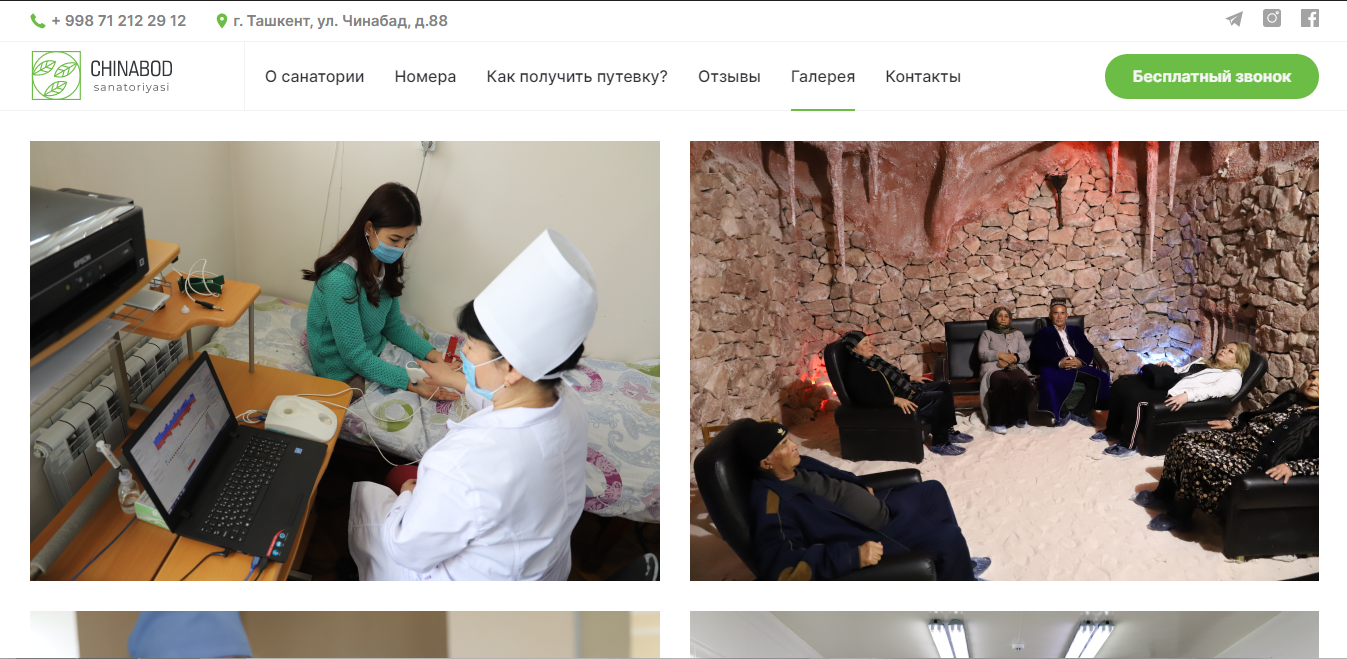 + 998 71 212 29 12
г. Ташкент, ул. Чинабад, д.88
CHINABOD
sanatoriyasi
О санатории
Номера
Как получить путевку?
Отзывы
Галерея
Контакты
Бесплатный звонок
EPSON